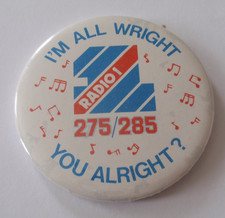 I'M ALL WRIGHT
RADIO 1
275/285
YOU ALRIGHT?